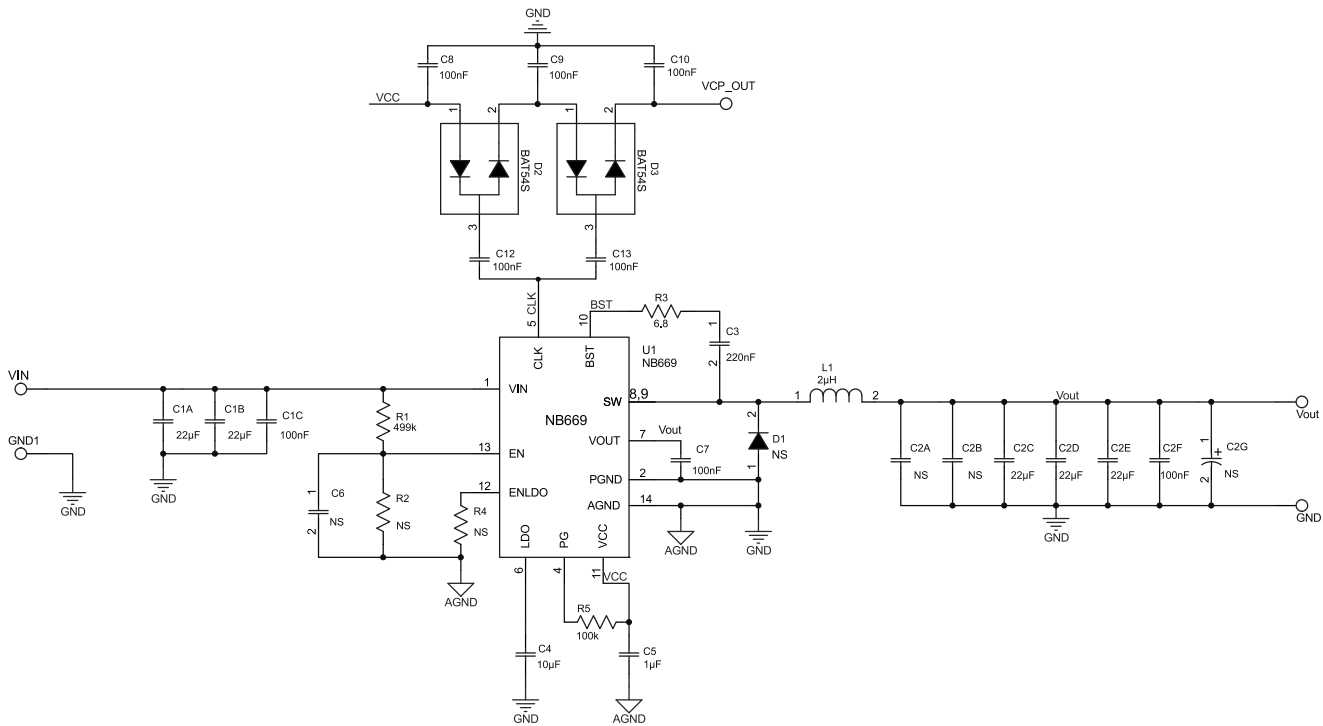 GND
C8
100nF
C9
100nF
C10
100nF
VCC
VCP_OUT
1
2
1
2
D2
BAT54S
D3
BAT54S
3
3
C12
100nF
C13
100nF
5
CLK
10
BST
R3
6.8
1
C3
220nF
2
CLK
BST
U1
NB669
VIN
1
VIN
8,9
SW
1
L1
2µH
2
Vout
Vout
C1A
22µF
C1B
22µF
C1C
100nF
R1
499k
NB669
7
Vout
VOUT
C7
100nF
2
D1
NS
1
GND1
GND
GND
13
EN
2
PGND
C2A
NS
C2B
NS
C2C
22µF
C2D
22µF
C2E
22µF
C2F
100nF
1
+
C2G
NS
2
1
C6
NS
2
R2
NS
12
ENLDO
R4
NS
14
AGND
GND
AGND
GND
GND
LDO
PG
VCC
AGND
6
4
11
VCC
R5
100k
C4
10µF
C5
1µF
GND
AGND